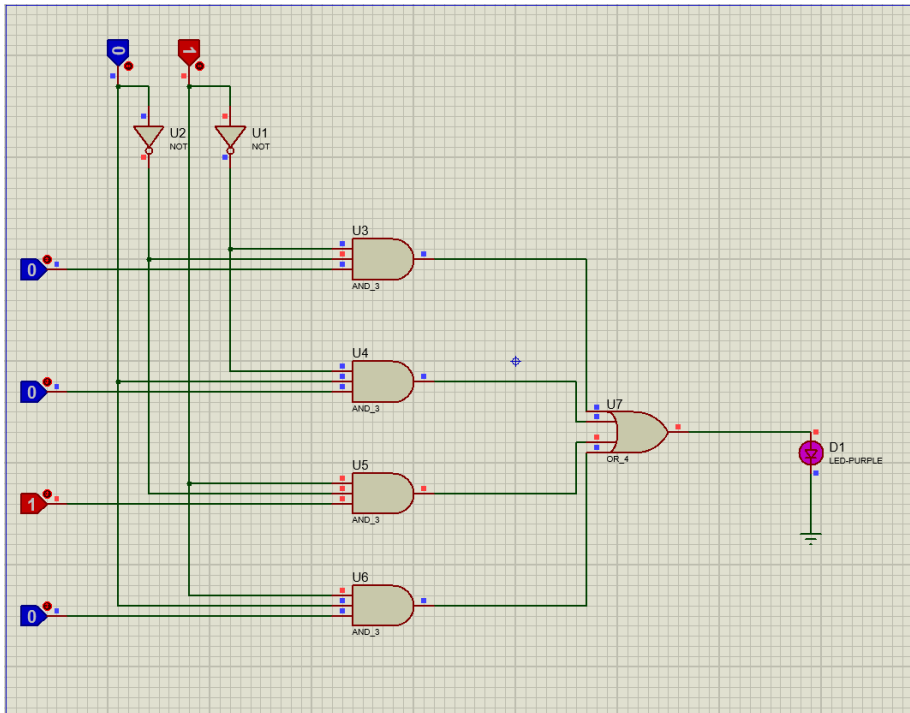 0
1
U2
NOT
U1
NOT
U3
0
AND_3
U4
0
AND_3
U7
OR_4
D1
LED-PURPLE
U5
1
AND_3
U6
0
AND_3